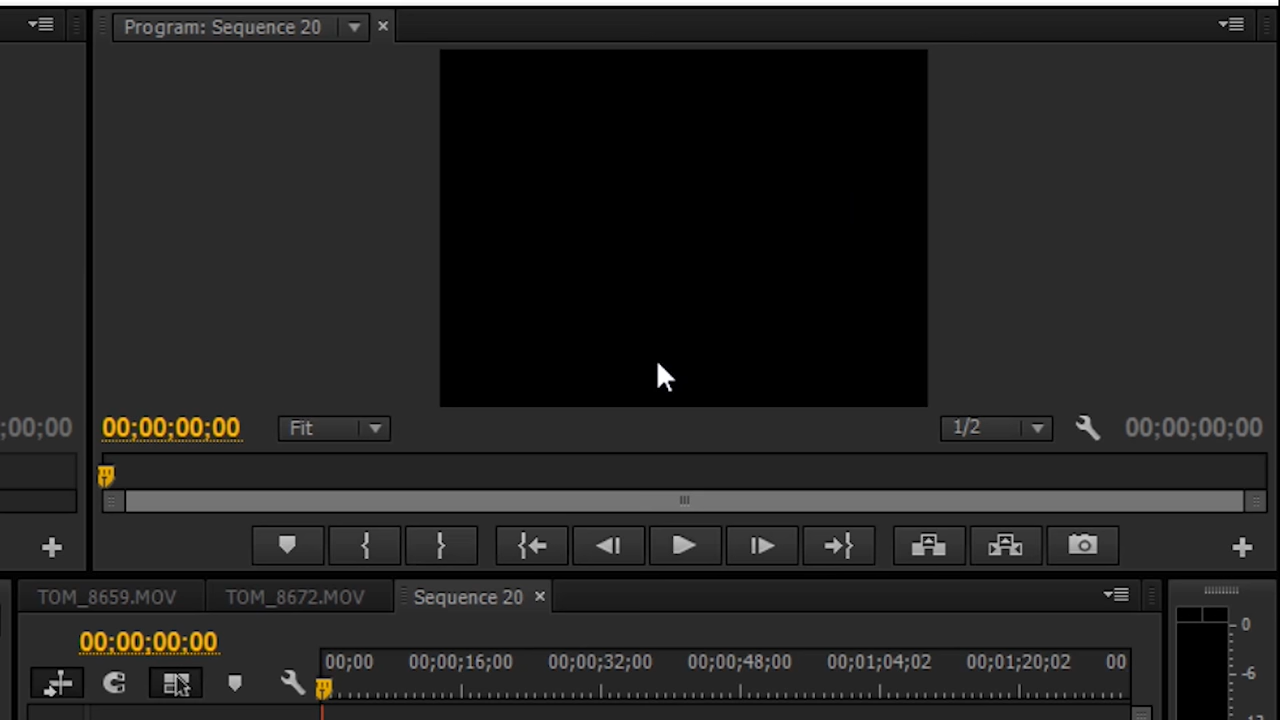 Program: Sequence 20
;00;00
00;00;00;00
Fit
1/2
00;00;00;00
TOM_8659.MOV
TOM_8672.MOV
Sequence 20
00;00;00;00
00;00
00;00;16;00
00;00;32;00
00;00;48;00
00;01;04;02
00;01;20;02
00
0
-6